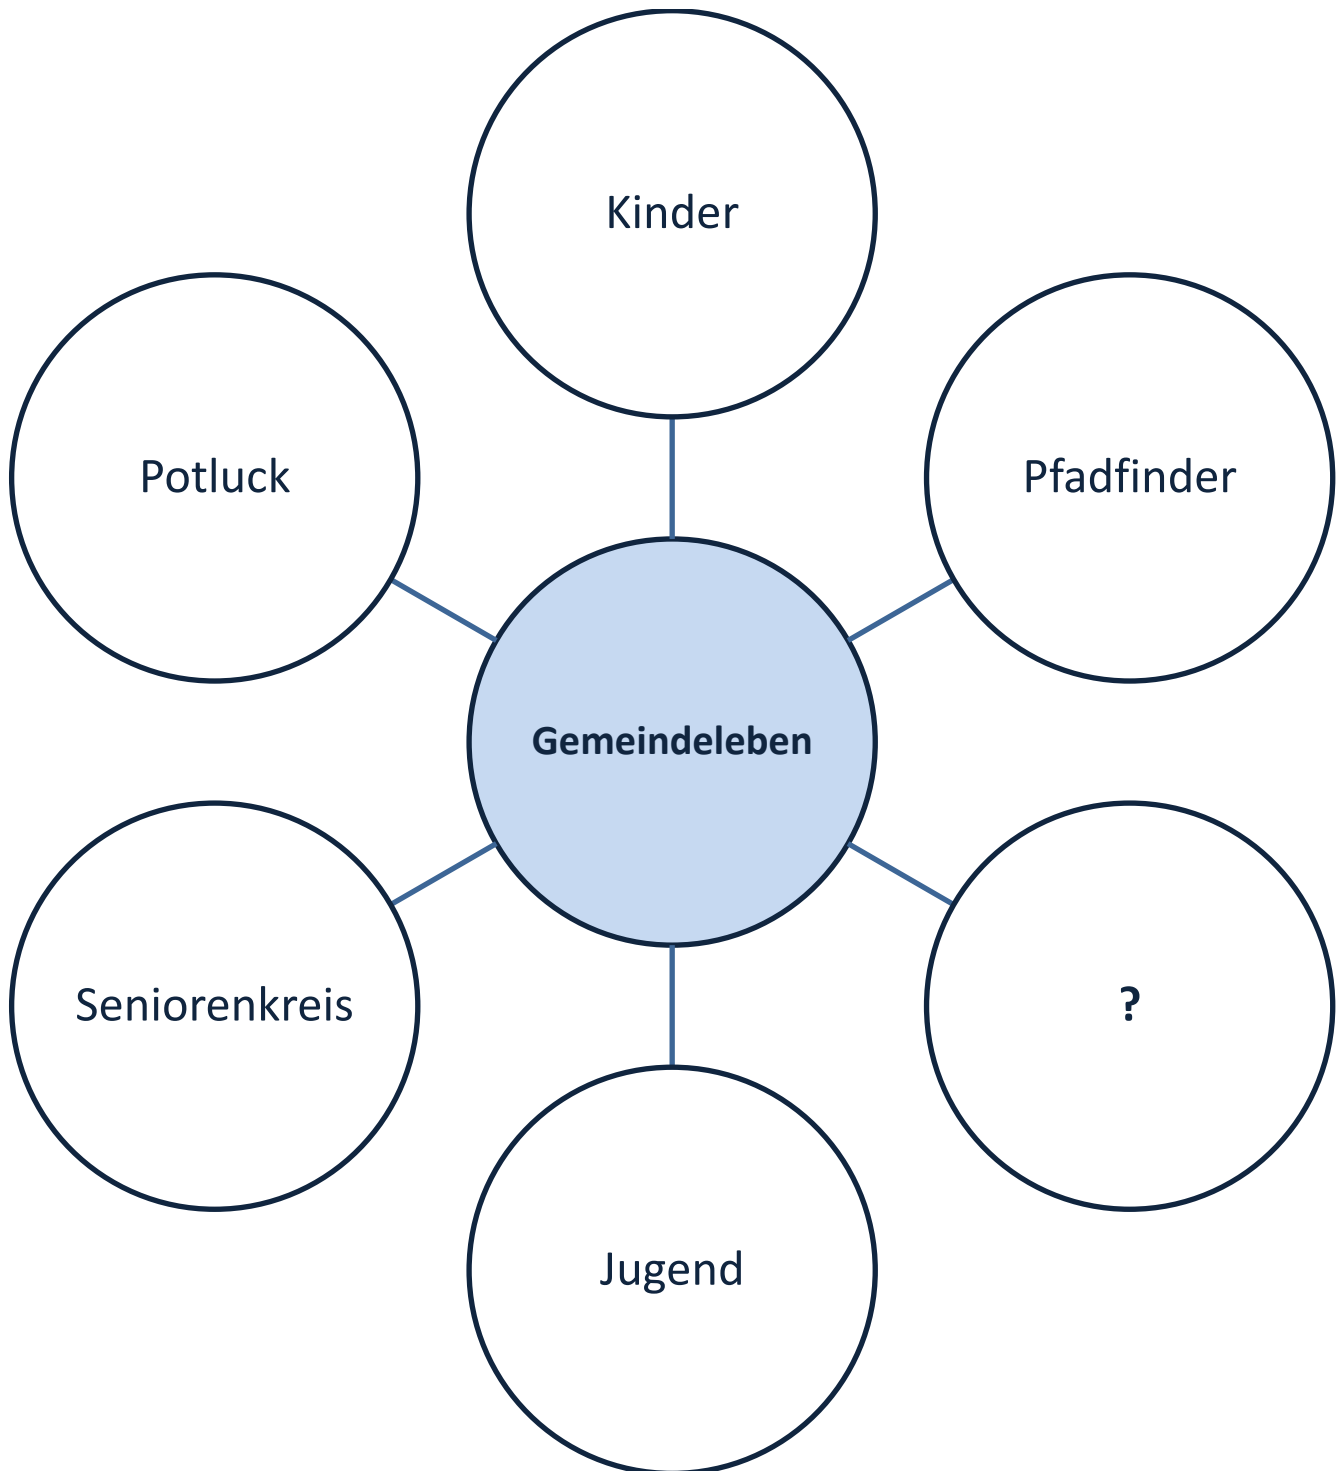 Kinder
Potluck
Pfadfinder
Gemeindeleben
Seniorenkreis
?
Jugend